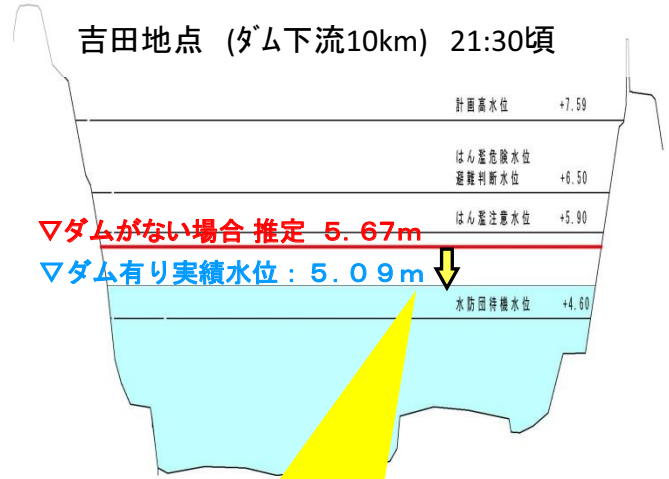 吉田地点 (ダム下流10km) 21:30頃
計画高水位 +7.59
はん濫危険水位
避難判断水位 +6.50
はん濫注意水位 +5.90
▽ダムがない場合 推定 5.67m
▽ダム有り実績水位：5.09m
水防団待機水位 +4.60